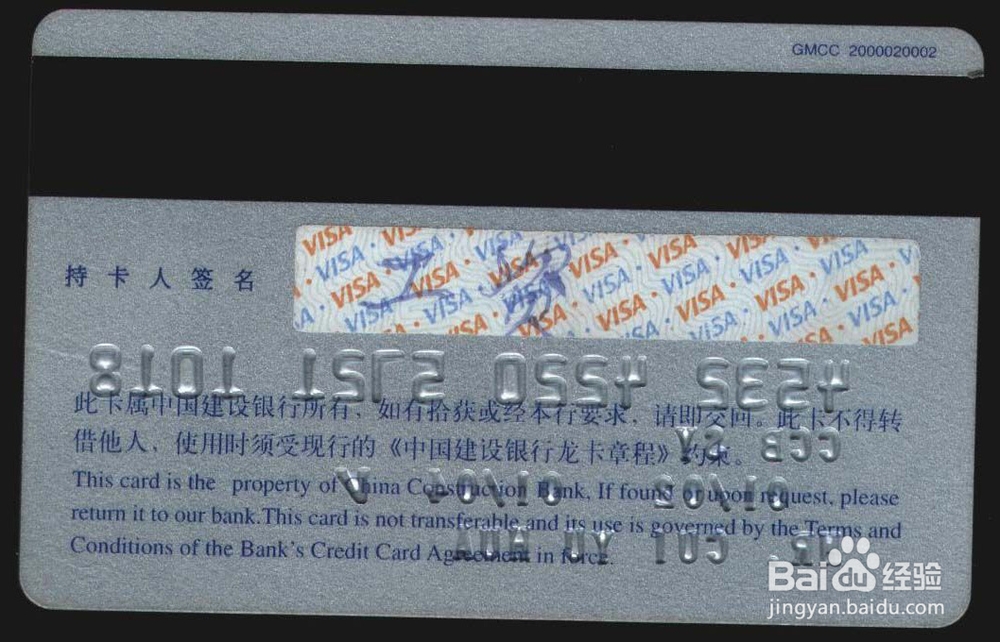 GMCC 2000020002
持卡人签名
VISA
此卡属中国建设银行所有，如有拾获或经本行要求，请即交回。此卡不得转
借他人，使用时须受现行的《中国建设银行龙卡章程》约束。
This card is the property of China Construction Bank, If found or upon request, please
return it to our bank.This card is not transferable and its use is governed by the Terms and
Conditions of the Bank's Credit Card Agreement in force.
Baidu 经验
jingyan.baidu.com